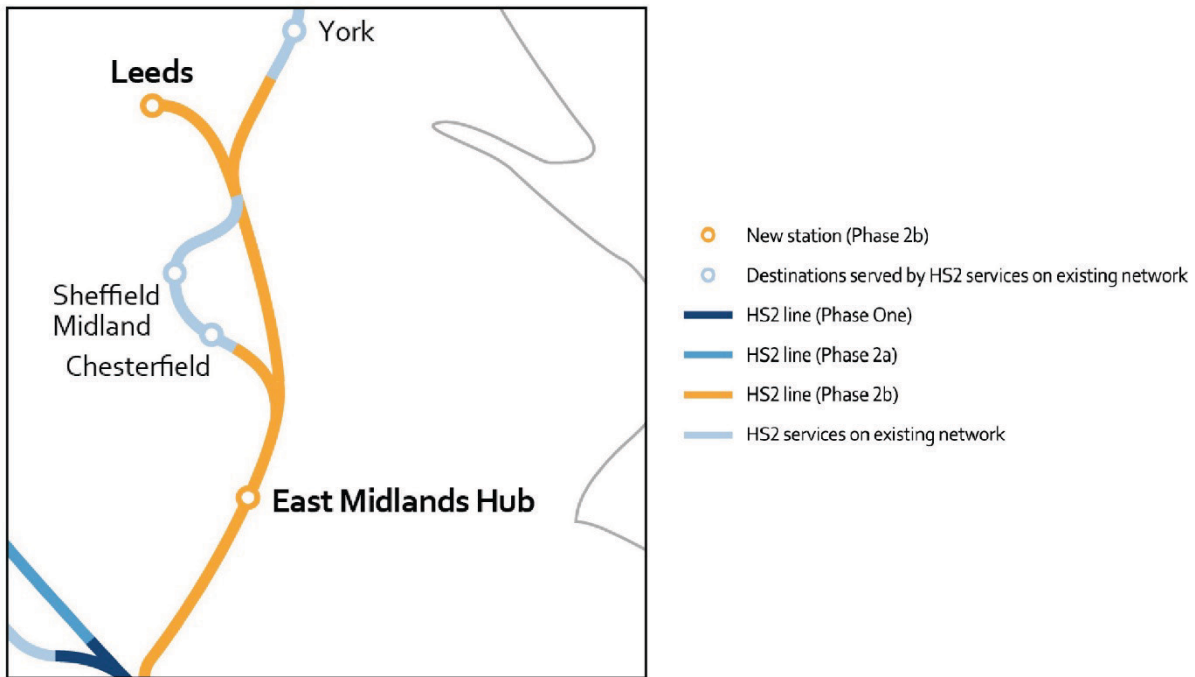 York
Leeds
Sheffield
Midland
Chesterfield
East Midlands Hub
New station (Phase 2b)
Destinations served by HS2 services on existing network
HS2 line (Phase One)
HS2 line (Phase 2a)
HS2 line (Phase 2b)
HS2 services on existing network